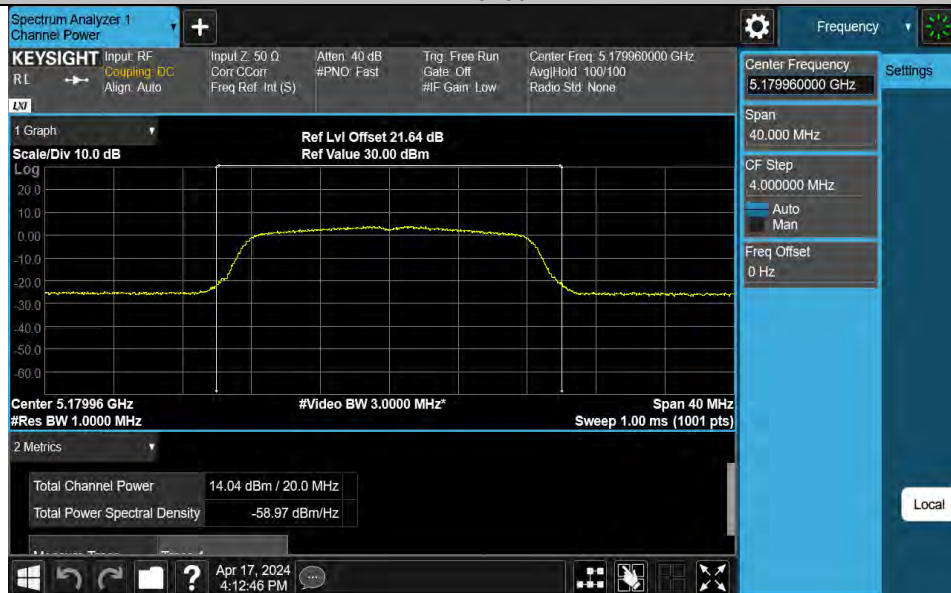 Spectrum Analyzer 1
Channel Power
+
Frequency
KEYSIGHT
RL
LXI
Input: RF
Coupling: DC
Align: Auto
Input Z: 50 Ω
Corr CCorr
Freq Ref: Int (S)
Atten: 40 dB
#PNO: Fast
Trig: Free Run
Gate: Off
#IF Gain: Low
Center Freq: 5.179960000 GHz
Avg|Hold: 100/100
Radio Std: None
Center Frequency
5.179960000 GHz
Settings
Span
40.000 MHz
CF Step
4.000000 MHz
Auto
Man
Freq Offset
0 Hz
Local
1 Graph
Scale/Div 10.0 dB
Ref Lvl Offset 21.64 dB
Ref Value 30.00 dBm
Log
20.0
10.0
0.00
-10.0
-20.0
-30.0
-40.0
-50.0
-60.0
Center 5.17996 GHz
#Res BW 1.0000 MHz
#Video BW 3.0000 MHz*
Span 40 MHz
Sweep 1.00 ms (1001 pts)
2 Metrics
Total Channel Power 14.04 dBm / 20.0 MHz
Total Power Spectral Density -58.97 dBm/Hz
?
Apr 17, 2024
4:12:46 PM